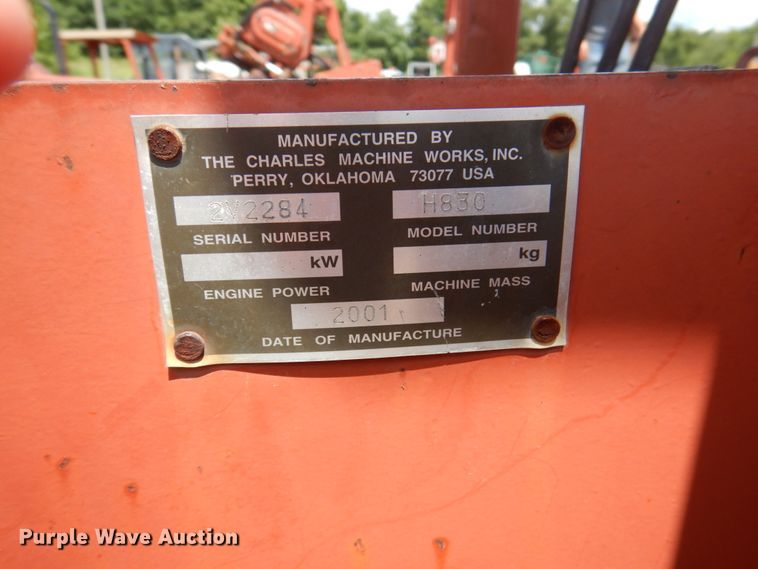 MANUFACTURED BY
THE CHARLES MACHINE WORKS, INC.
PERRY, OKLAHOMA 73077 USA
2V2284 H830
SERIAL NUMBER MODEL NUMBER
kW kg
ENGINE POWER MACHINE MASS
2001
DATE OF MANUFACTURE
Purple Wave Auction